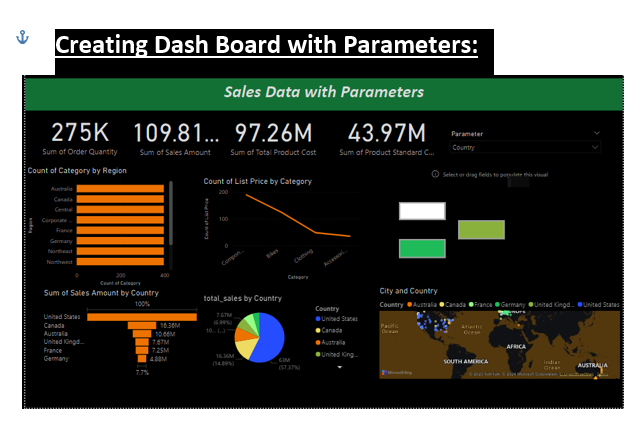 Creating Dash Board with Parameters:
Sales Data with Parameters
275K
Sum of Order Quantity
109.81...
Sum of Sales Amount
97.26M
Sum of Total Product Cost
43.97M
Sum of Product Standard C...
Parameter
Country
Select or drag fields to populate this visual
Count of Category by Region
Region
Australia
Canada
Central
Corporate ...
France
Germany
Northeast
Northwest
0 200 400
Count of Category
Count of List Price by Category
Count of List Price
200
100
0
Compon...
Bikes
Clothing
Accessori...
Category
Sum of Sales Amount by Country
100%
United States
Canada 16.36M
Australia 10.66M
United Kingd... 7.67M
France 7.25M
Germany 4.88M
7.7%
total_sales by Country
7.67M
(6.99%)
10.... (...)
16.36M
(14.89%)
63M
(57.37%)
Country
United States
Canada
Australia
United King...
City and Country
Country Australia Canada France Germany United Kingd... United States
Pacific
Ocean
Atlantic
Ocean
EUROPE
AFRICA
SOUTH AMERICA
Indian
Ocean
AUSTRALIA
Microsoft Bing